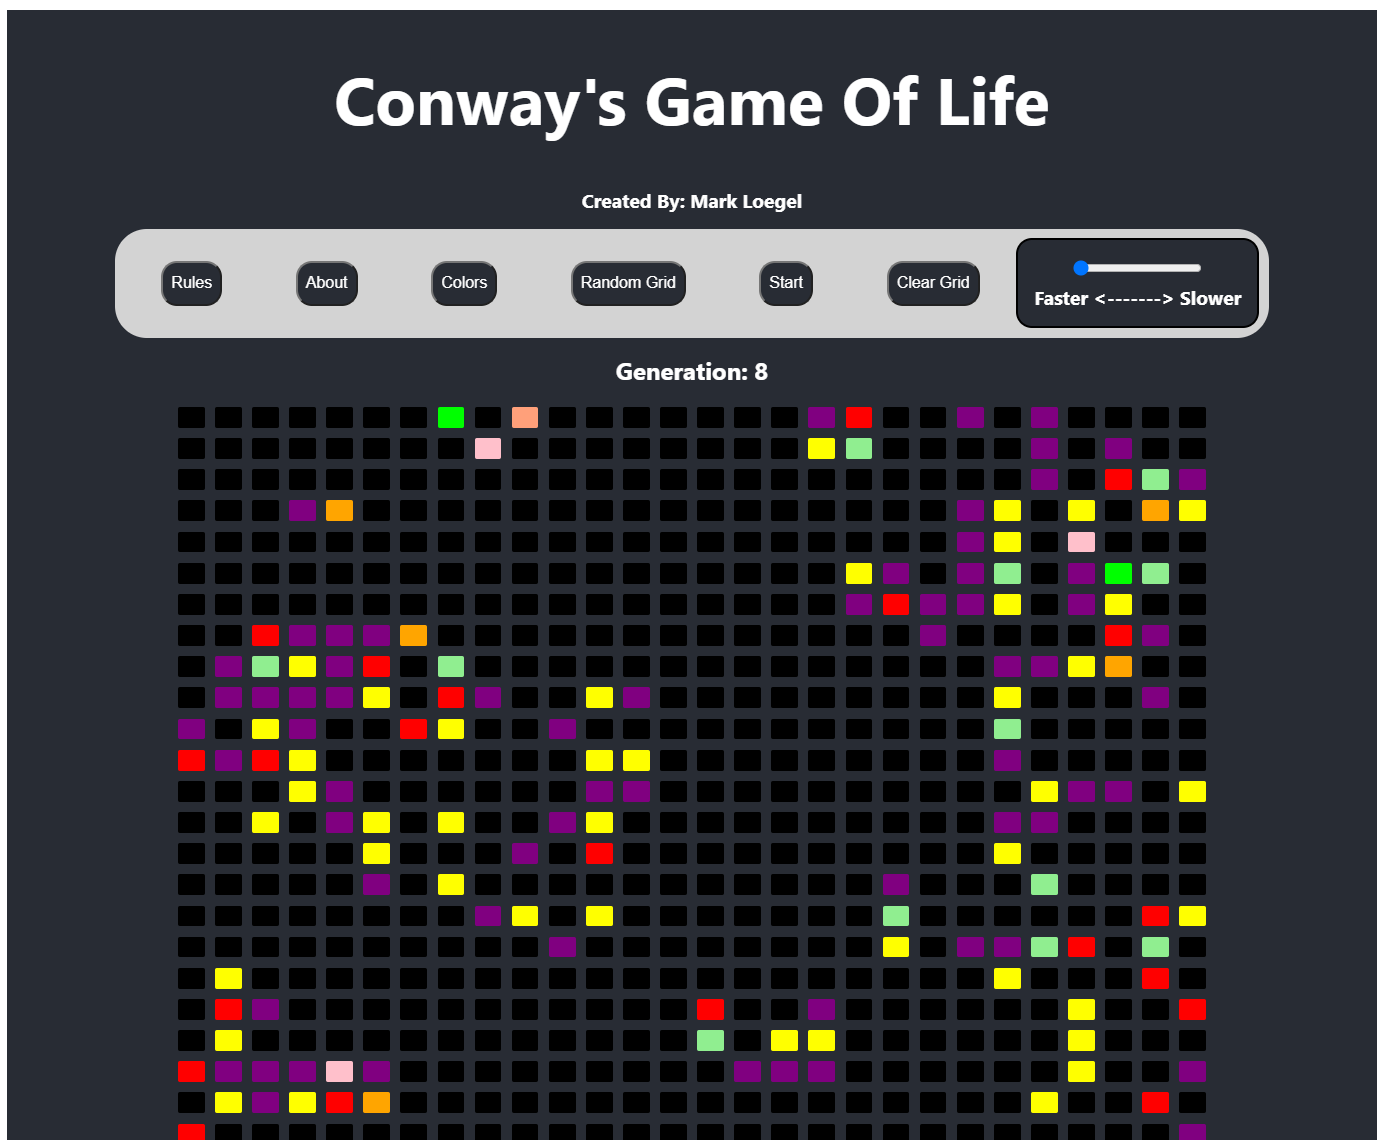 Conway's Game Of Life
Created By: Mark Loegel
Rules
About
Colors
Random Grid
Start
Clear Grid
Faster <-------> Slower
Generation: 8